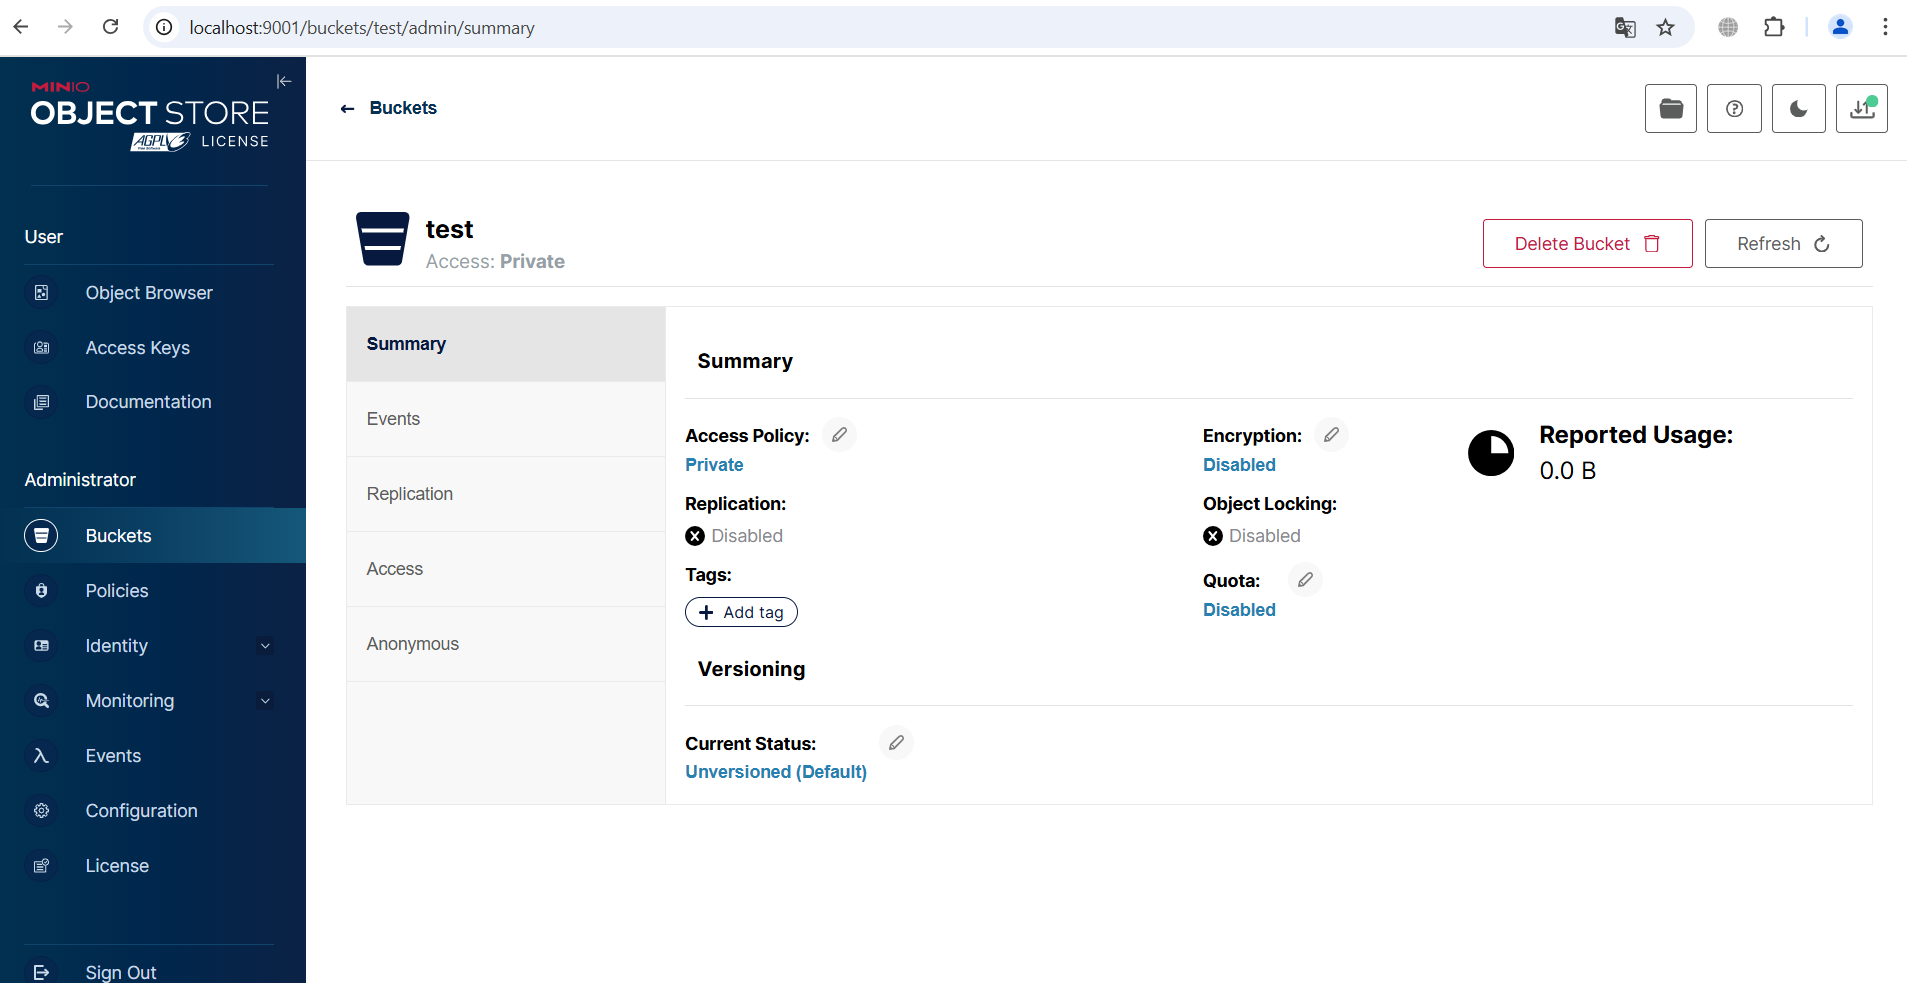 localhost:9001/buckets/test/admin/summary
MINIO
OBJECT STORE
AGPLv3 LICENSE
Buckets
User
Object Browser
Access Keys
Documentation
Administrator
Buckets
Policies
Identity
Monitoring
Events
Configuration
License
Sign Out
test
Access: Private
Delete Bucket
Refresh
Summary
Events
Replication
Access
Anonymous
Summary
Access Policy:
Private
Replication:
Disabled
Tags:
Add tag
Encryption:
Disabled
Object Locking:
Disabled
Quota:
Disabled
Reported Usage:
0.0 B
Versioning
Current Status:
Unversioned (Default)